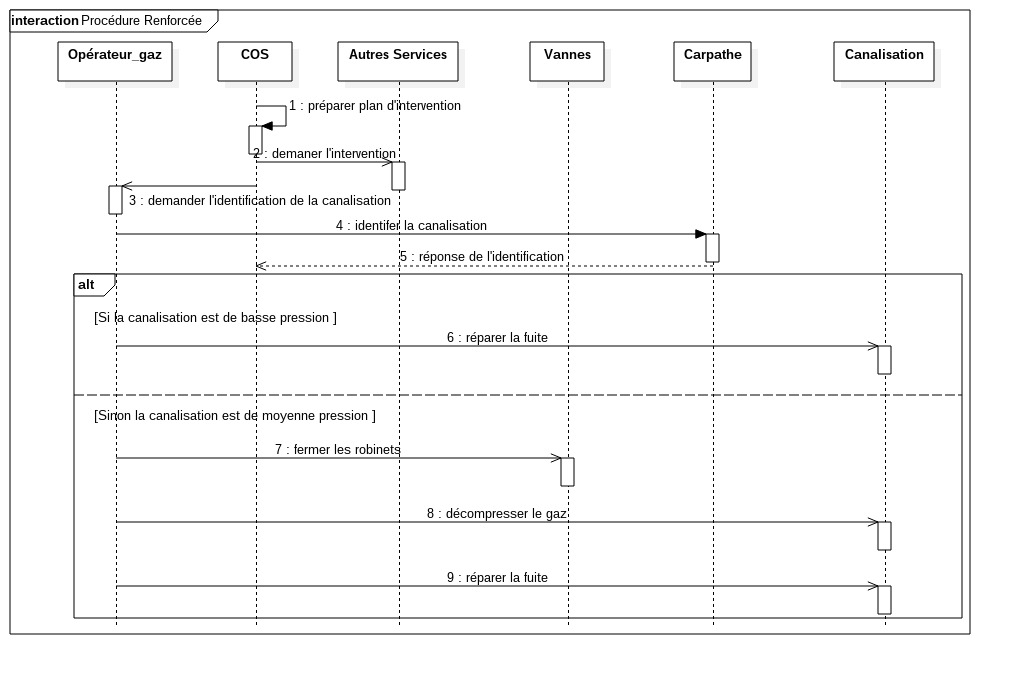 interaction Procédure Renforcée
Opérateur_gaz COS Autres Services Vannes Carpathe Canalisation
1 : préparer plan d'intervention
2 : demaner l'intervention
3 : demander l'identification de la canalisation
4 : identifer la canalisation
5 : réponse de l'identification
alt
[Si la canalisation est de basse pression ]
6 : réparer la fuite
[Sinon la canalisation est de moyenne pression ]
7 : fermer les robinets
8 : décompresser le gaz
9 : réparer la fuite